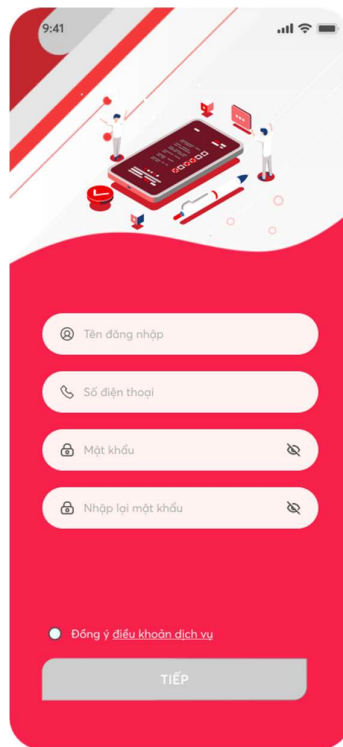 9:41
Tên đăng nhập
Số điện thoại
Mật khẩu
Nhập lại mật khẩu
Đồng ý điều khoản dịch vụ
TIẾP